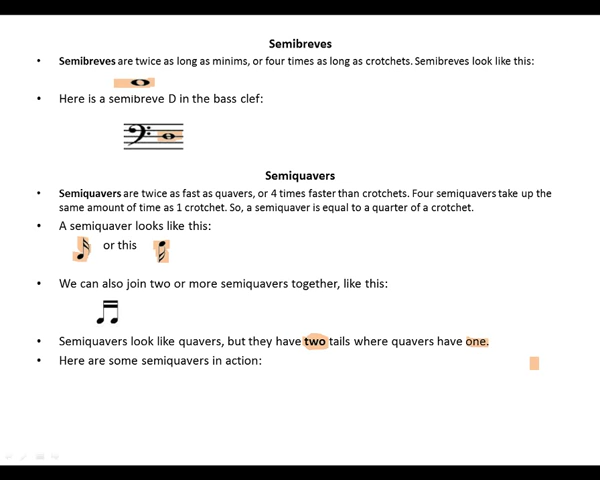 Semibreves
• Semibreves are twice as long as minims, or four times as long as crotchets. Semibreves look like this:
• Here is a semibreve D in the bass clef:
Semiquavers
• Semiquavers are twice as fast as quavers, or 4 times faster than crotchets. Four semiquavers take up the
same amount of time as 1 crotchet. So, a semiquaver is equal to a quarter of a crotchet.
• A semiquaver looks like this:
or this
• We can also join two or more semiquavers together, like this:
• Semiquavers look like quavers, but they have two tails where quavers have one.
• Here are some semiquavers in action: